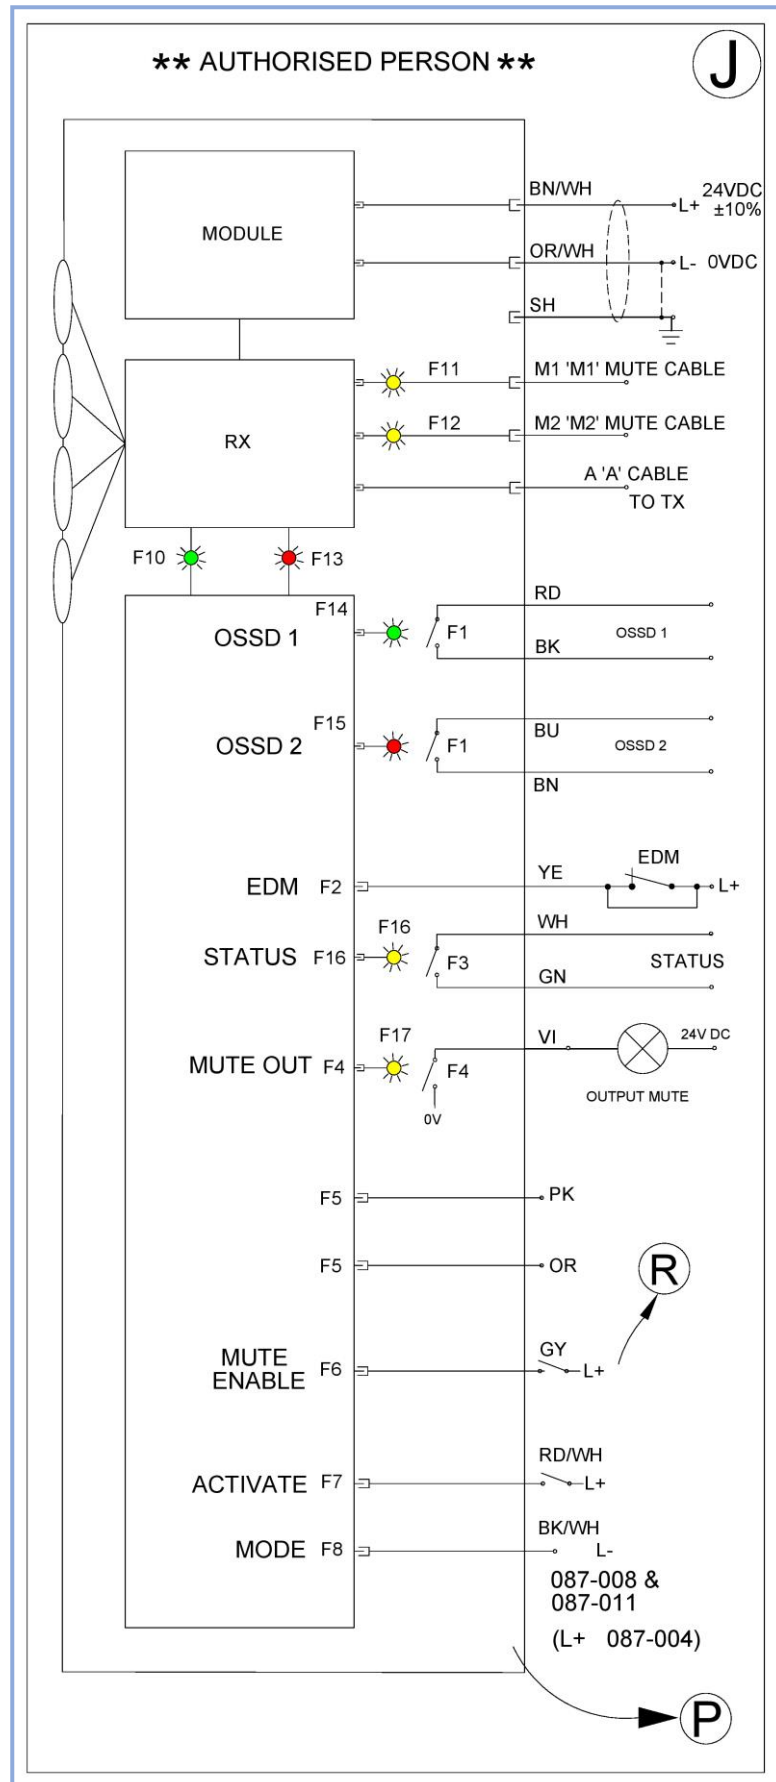 ** AUTHORISED PERSON **
J
BN/WH
L+ 24VDC
±10%
MODULE
OR/WH
L- 0VDC
SH
F11 M1 'M1' MUTE CABLE
F12 M2 'M2' MUTE CABLE
RX
A 'A' CABLE
TO TX
F10 F13
RD
F14
OSSD 1 F1 OSSD 1
BK
F15
BU
OSSD 2 F1 OSSD 2
BN
EDM
YE
EDM F2 L+
F16 WH
STATUS F16 F3 STATUS
GN
F17 VI 24V DC
MUTE OUT F4 F4
OUTPUT MUTE
0V
F5 PK
F5 OR
R
GY
MUTE
ENABLE F6 L+
RD/WH
ACTIVATE F7 L+
BK/WH
MODE F8 L-
087-008 &
087-011
(L+ 087-004)
P